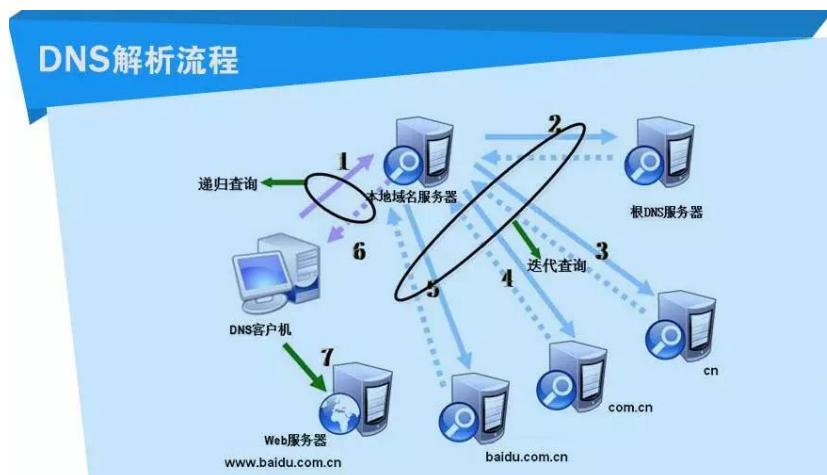 DNS解析流程
2
1
递归查询
本地域名服务器
根DNS服务器
6
3
迭代查询
4
5
DNS客户机
7
cn
com.cn
Web服务器
baidu.com.cn
www.baidu.com.cn